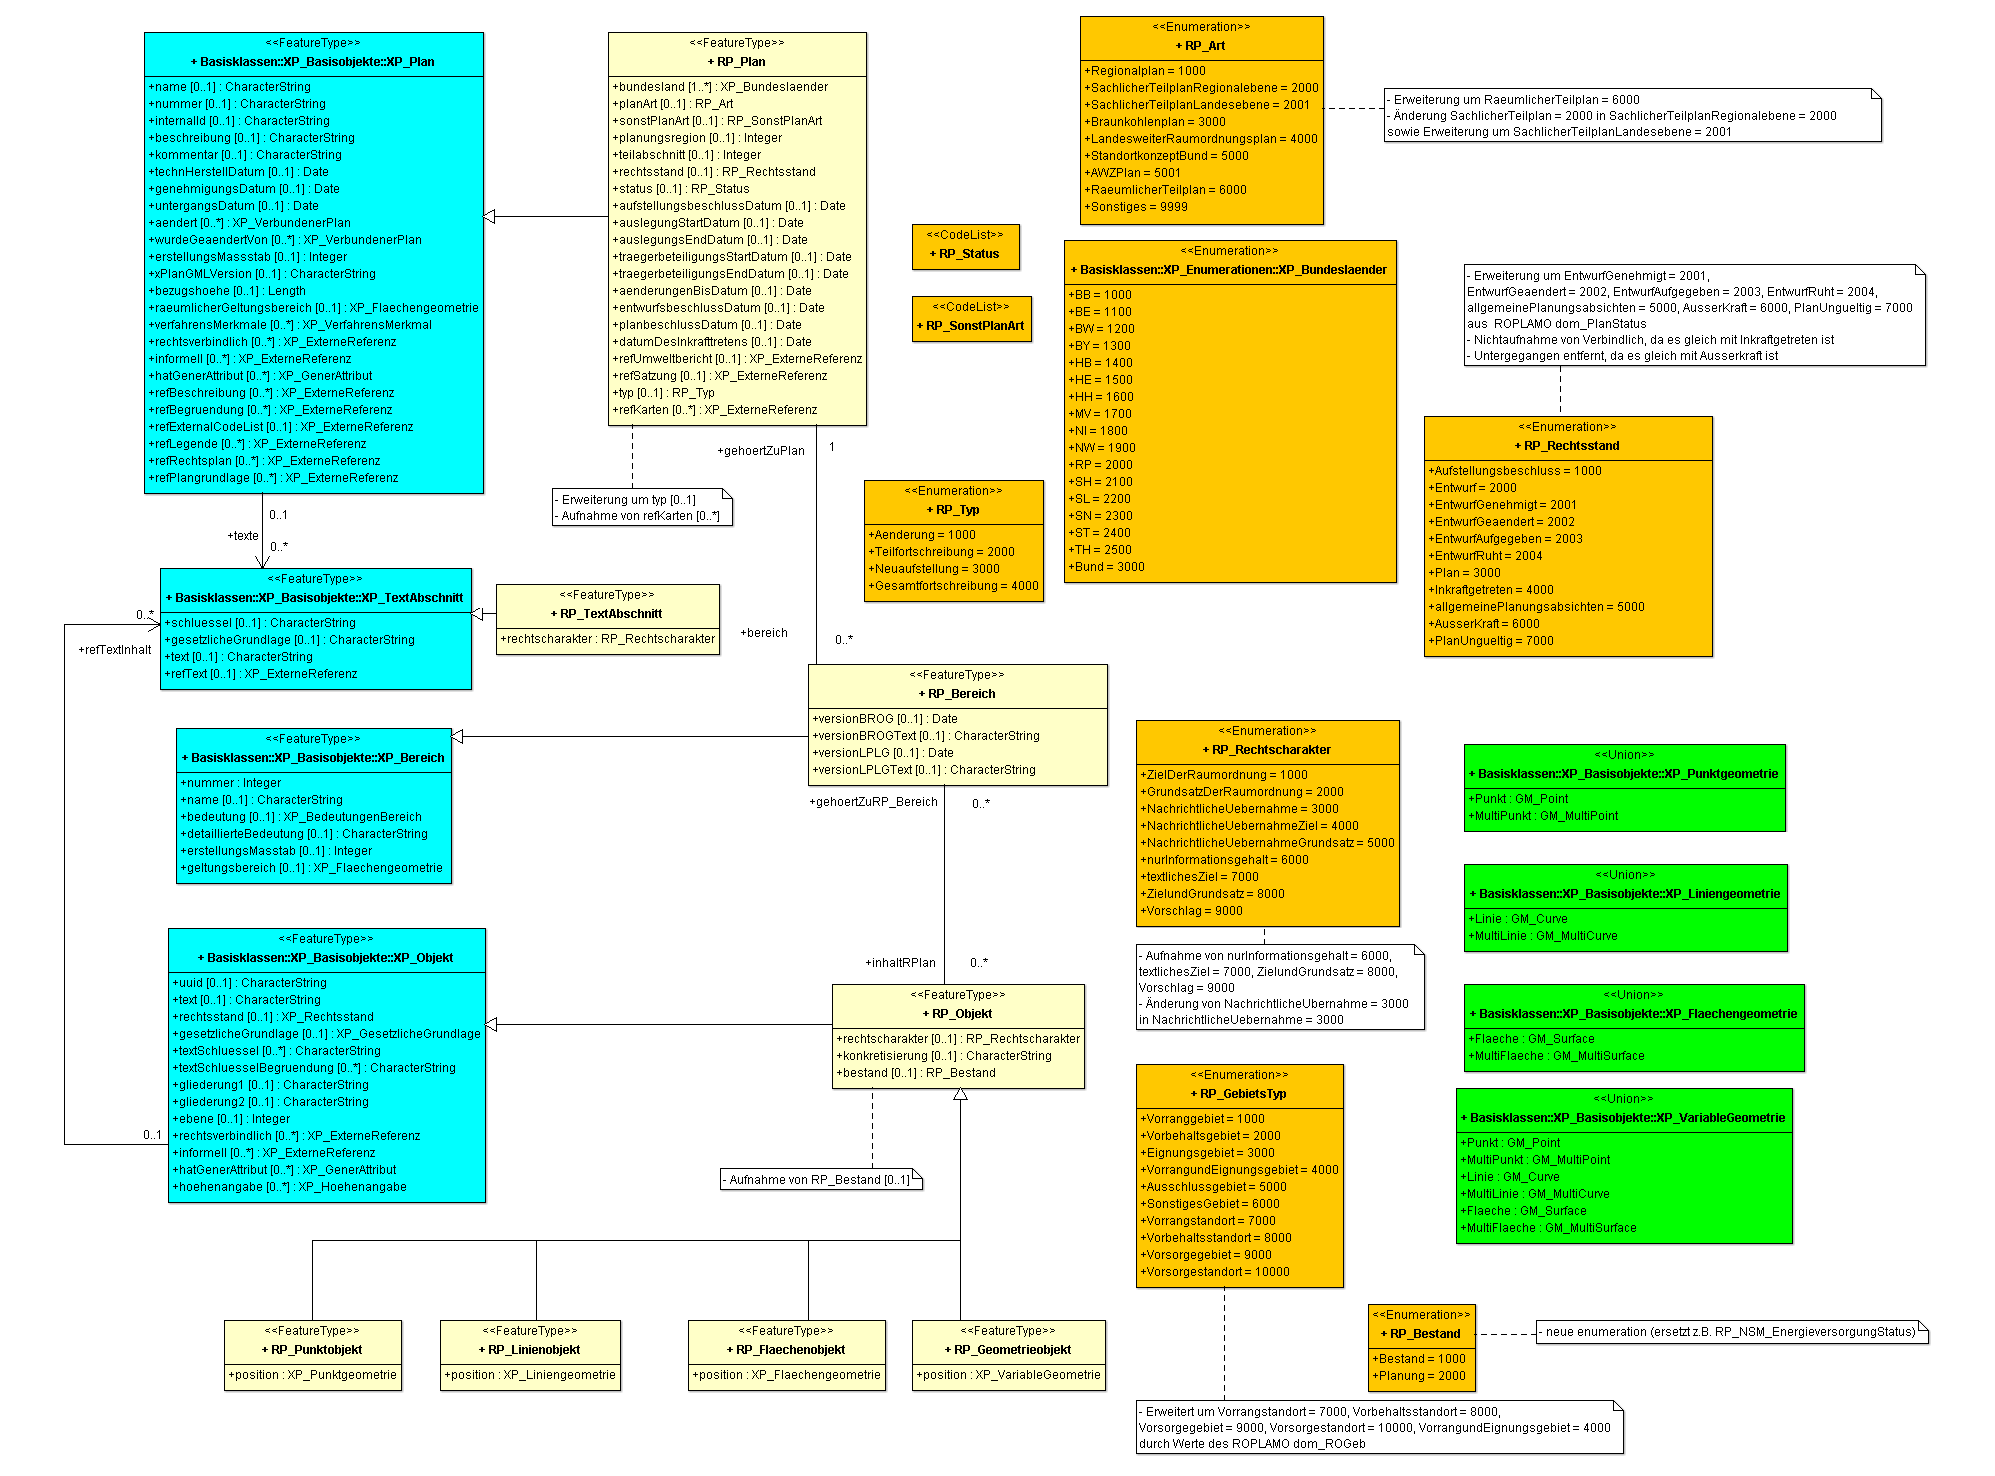 <<FeatureType>>
+ Basisklassen::XP_Basisobjekte::XP_Plan
+name [0..1] : CharacterString
+nummer [0..1] : CharacterString
+internalId [0..1] : CharacterString
+beschreibung [0..1] : CharacterString
+kommentar [0..1] : CharacterString
+technHerstellDatum [0..1] : Date
+genehmigungsDatum [0..1] : Date
+untergangsDatum [0..1] : Date
+aendert [0..*] : XP_VerbundenerPlan
+wurdeGeaendertVon [0..*] : XP_VerbundenerPlan
+erstellungsMassstab [0..1] : Integer
+xPlanGMLVersion [0..1] : CharacterString
+bezugshoehe [0..1] : Length
+raeumlicherGeltungsbereich [0..1] : XP_Flaechengeometrie
+verfahrensMerkmale [0..*] : XP_VerfahrensMerkmal
+rechtsverbindlich [0..*] : XP_ExterneReferenz
+informell [0..*] : XP_ExterneReferenz
+hatGenerAttribut [0..*] : XP_GenerAttribut
+refBeschreibung [0..*] : XP_ExterneReferenz
+refBegruendung [0..*] : XP_ExterneReferenz
+refExternalCodeList [0..1] : XP_ExterneReferenz
+refLegende [0..*] : XP_ExterneReferenz
+refRechtsplan [0..*] : XP_ExterneReferenz
+refPlangrundlage [0..*] : XP_ExterneReferenz
<<FeatureType>>
+ RP_Plan
+bundesland [1..*] : XP_Bundeslaender
+planArt [0..1] : RP_Art
+sonstPlanArt [0..1] : RP_SonstPlanArt
+planungsregion [0..1] : Integer
+teilabschnitt [0..1] : Integer
+rechtsstand [0..1] : RP_Rechtsstand
+status [0..1] : RP_Status
+aufstellungsbeschlussDatum [0..1] : Date
+auslegungStartDatum [0..1] : Date
+auslegungsEndDatum [0..1] : Date
+traegerbeteiligungsStartDatum [0..1] : Date
+traegerbeteiligungsEndDatum [0..1] : Date
+aenderungenBisDatum [0..1] : Date
+entwurfsbeschlussDatum [0..1] : Date
+planbeschlussDatum [0..1] : Date
+datumDesInkrafttretens [0..1] : Date
+refUmweltbericht [0..1] : XP_ExterneReferenz
+refSatzung [0..1] : XP_ExterneReferenz
+typ [0..1] : RP_Typ
+refKarten [0..*] : XP_ExterneReferenz
<<Enumeration>>
+ RP_Art
+Regionalplan = 1000
+SachlicherTeilplanRegionalebene = 2000
+SachlicherTeilplanLandesebene = 2001
+Braunkohlenplan = 3000
+LandesweiterRaumordnungsplan = 4000
+StandortkonzeptBund = 5000
+AWZPlan = 5001
+RaeumlicherTeilplan = 6000
+Sonstiges = 9999
- Erweiterung um RaeumlicherTeilplan = 6000
- Änderung SachlicherTeilplan = 2000 in SachlicherTeilplanRegionalebene = 2000
sowie Erweiterung um SachlicherTeilplanLandesebene = 2001
<<CodeList>>
+ RP_Status
<<CodeList>>
+ RP_SonstPlanArt
<<Enumeration>>
+ Basisklassen::XP_Enumerationen::XP_Bundeslaender
+BB = 1000
+BE = 1100
+BW = 1200
+BY = 1300
+HB = 1400
+HE = 1500
+HH = 1600
+MV = 1700
+NI = 1800
+NW = 1900
+RP = 2000
+SH = 2100
+SL = 2200
+SN = 2300
+ST = 2400
+TH = 2500
+Bund = 3000
- Erweiterung um EntwurfGenehmigt = 2001,
EntwurfGeaendert = 2002, EntwurfAufgegeben = 2003, EntwurfRuht = 2004,
allgemeinePlanungsabsichten = 5000, AusserKraft = 6000, PlanUngueltig = 7000
aus ROPLAMO dom_PlanStatus
- Nichtaufnahme von Verbindlich, da es gleich mit Inkraftgetreten ist
- Untergegangen entfernt, da es gleich mit Ausserkraft ist
<<Enumeration>>
+ RP_Rechtsstand
+Aufstellungsbeschluss = 1000
+Entwurf = 2000
+EntwurfGenehmigt = 2001
+EntwurfGeaendert = 2002
+EntwurfAufgegeben = 2003
+EntwurfRuht = 2004
+Plan = 3000
+Inkraftgetreten = 4000
+allgemeinePlanungsabsichten = 5000
+AusserKraft = 6000
+PlanUngueltig = 7000
+gehoertZuPlan
1
- Erweiterung um typ [0..1]
- Aufnahme von refKarten [0..*]
<<Enumeration>>
+ RP_Typ
+Aenderung = 1000
+Teilfortschreibung = 2000
+Neuaufstellung = 3000
+Gesamtfortschreibung = 4000
0..1
+texte
0..*
<<FeatureType>>
+ Basisklassen::XP_Basisobjekte::XP_TextAbschnitt
+schluessel [0..1] : CharacterString
+gesetzlicheGrundlage [0..1] : CharacterString
+text [0..1] : CharacterString
+refText [0..1] : XP_ExterneReferenz
0..*
+refTextInhalt
<<FeatureType>>
+ RP_TextAbschnitt
+rechtscharakter : RP_Rechtscharakter
+bereich
0..*
<<FeatureType>>
+ RP_Bereich
+versionBROG [0..1] : Date
+versionBROGText [0..1] : CharacterString
+versionLPLG [0..1] : Date
+versionLPLGText [0..1] : CharacterString
<<FeatureType>>
+ Basisklassen::XP_Basisobjekte::XP_Bereich
+nummer : Integer
+name [0..1] : CharacterString
+bedeutung [0..1] : XP_BedeutungenBereich
+detaillierteBedeutung [0..1] : CharacterString
+erstellungsMasstab [0..1] : Integer
+geltungsbereich [0..1] : XP_Flaechengeometrie
+gehoertZuRP_Bereich
0..*
<<Enumeration>>
+ RP_Rechtscharakter
+ZielDerRaumordnung = 1000
+GrundsatzDerRaumordnung = 2000
+NachrichtlicheUebernahme = 3000
+NachrichtlicheUebernahmeZiel = 4000
+NachrichtlicheUebernahmeGrundsatz = 5000
+nurInformationsgehalt = 6000
+textlichesZiel = 7000
+ZielundGrundsatz = 8000
+Vorschlag = 9000
- Aufnahme von nurInformationsgehalt = 6000,
textlichesZiel = 7000, ZielundGrundsatz = 8000,
Vorschlag = 9000
- Änderung von NachrichtlicheUbernahme = 3000
in NachrichtlicheUebernahme = 3000
<<Union>>
+ Basisklassen::XP_Basisobjekte::XP_Punktgeometrie
+Punkt : GM_Point
+MultiPunkt : GM_MultiPoint
<<Union>>
+ Basisklassen::XP_Basisobjekte::XP_Liniengeometrie
+Linie : GM_Curve
+MultiLinie : GM_MultiCurve
<<Union>>
+ Basisklassen::XP_Basisobjekte::XP_Flaechengeometrie
+Flaeche : GM_Surface
+MultiFlaeche : GM_MultiSurface
<<Union>>
+ Basisklassen::XP_Basisobjekte::XP_VariableGeometrie
+Punkt : GM_Point
+MultiPunkt : GM_MultiPoint
+Linie : GM_Curve
+MultiLinie : GM_MultiCurve
+Flaeche : GM_Surface
+MultiFlaeche : GM_MultiSurface
<<FeatureType>>
+ Basisklassen::XP_Basisobjekte::XP_Objekt
+uuid [0..1] : CharacterString
+text [0..1] : CharacterString
+rechtsstand [0..1] : XP_Rechtsstand
+gesetzlicheGrundlage [0..1] : XP_GesetzlicheGrundlage
+textSchluessel [0..*] : CharacterString
+textSchluesselBegruendung [0..*] : CharacterString
+gliederung1 [0..1] : CharacterString
+gliederung2 [0..1] : CharacterString
+ebene [0..1] : Integer
+rechtsverbindlich [0..*] : XP_ExterneReferenz
+informell [0..*] : XP_ExterneReferenz
+hatGenerAttribut [0..*] : XP_GenerAttribut
+hoehenangabe [0..*] : XP_Hoehenangabe
0..1
+inhaltRPlan
0..*
<<FeatureType>>
+ RP_Objekt
+rechtscharakter [0..1] : RP_Rechtscharakter
+konkretisierung [0..1] : CharacterString
+bestand [0..1] : RP_Bestand
- Aufnahme von RP_Bestand [0..1]
<<Enumeration>>
+ RP_GebietsTyp
+Vorranggebiet = 1000
+Vorbehaltsgebiet = 2000
+Eignungsgebiet = 3000
+VorrangundEignungsgebiet = 4000
+Ausschlussgebiet = 5000
+SonstigesGebiet = 6000
+Vorrangstandort = 7000
+Vorbehaltsstandort = 8000
+Vorsorgegebiet = 9000
+Vorsorgestandort = 10000
<<FeatureType>>
+ RP_Punktobjekt
+position : XP_Punktgeometrie
<<FeatureType>>
+ RP_Linienobjekt
+position : XP_Liniengeometrie
<<FeatureType>>
+ RP_Flaechenobjekt
+position : XP_Flaechengeometrie
<<FeatureType>>
+ RP_Geometrieobjekt
+position : XP_VariableGeometrie
<<Enumeration>>
+ RP_Bestand
+Bestand = 1000
+Planung = 2000
- neue enumeration (ersetzt z.B. RP_NSM_EnergieversorgungStatus)
- Erweitert um Vorrangstandort = 7000, Vorbehaltsstandort = 8000,
Vorsorgegebiet = 9000, Vorsorgestandort = 10000, VorrangundEignungsgebiet = 4000
durch Werte des ROPLAMO dom_ROGeb